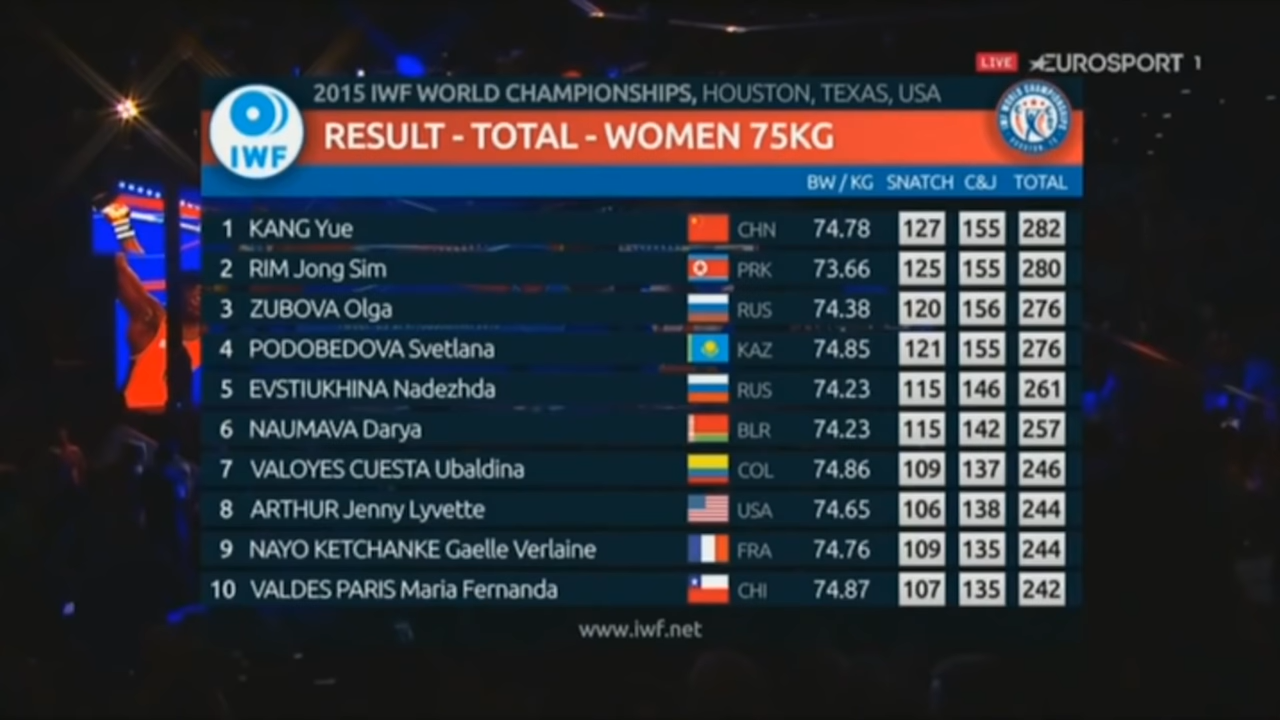 LIVE EUROSPORT 1
2015 IWF WORLD CHAMPIONSHIPS, HOUSTON, TEXAS, USA
IWF
RESULT - TOTAL - WOMEN 75KG
BW / KG SNATCH C&J TOTAL
1 KANG Yue CHN 74.78 127 155 282
2 RIM Jong Sim PRK 73.66 125 155 280
3 ZUBOVA Olga RUS 74.38 120 156 276
4 PODOBEDOVA Svetlana KAZ 74.85 121 155 276
5 EVSTIUKHINA Nadezhda RUS 74.23 115 146 261
6 NAUMAVA Darya BLR 74.23 115 142 257
7 VALOYES CUESTA Ubaldina COL 74.86 109 137 246
8 ARTHUR Jenny Lyvette USA 74.65 106 138 244
9 NAYO KETCHANKE Gaelle Verlaine FRA 74.76 109 135 244
10 VALDES PARIS Maria Fernanda CHI 74.87 107 135 242
www.iwf.net